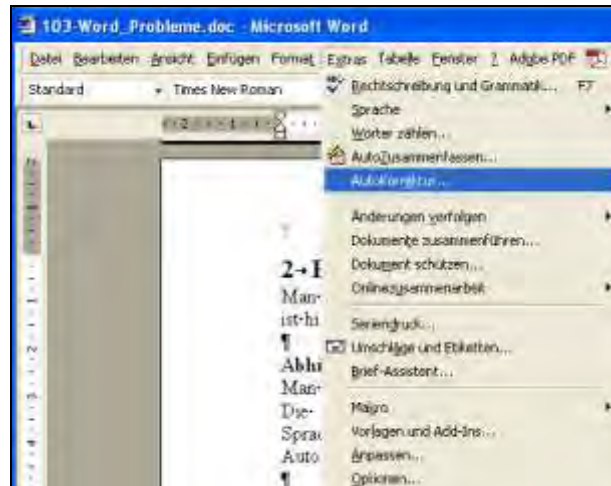 103-Word_Probleme.doc - Microsoft Word
Datei Bearbeiten Ansicht Einfügen Format Extras Tabelle Fenster ? Adobe PDF
Standard Times New Roman
Rechtschreibung und Grammatik... F7
Sprache
Wörter zählen...
AutoZusammenfassen...
AutoKorrektur...
Änderungen verfolgen
Dokumente zusammenführen...
Dokument schützen...
Onlinezusammenarbeit
Seriendruck...
Umschläge und Etiketten...
Brief-Assistent...
Makro
Vorlagen und Add-Ins...
Anpassen...
Optionen...
2
Man
ist hi
¶
Abhi
Man
Die
Sprac
Auto
¶